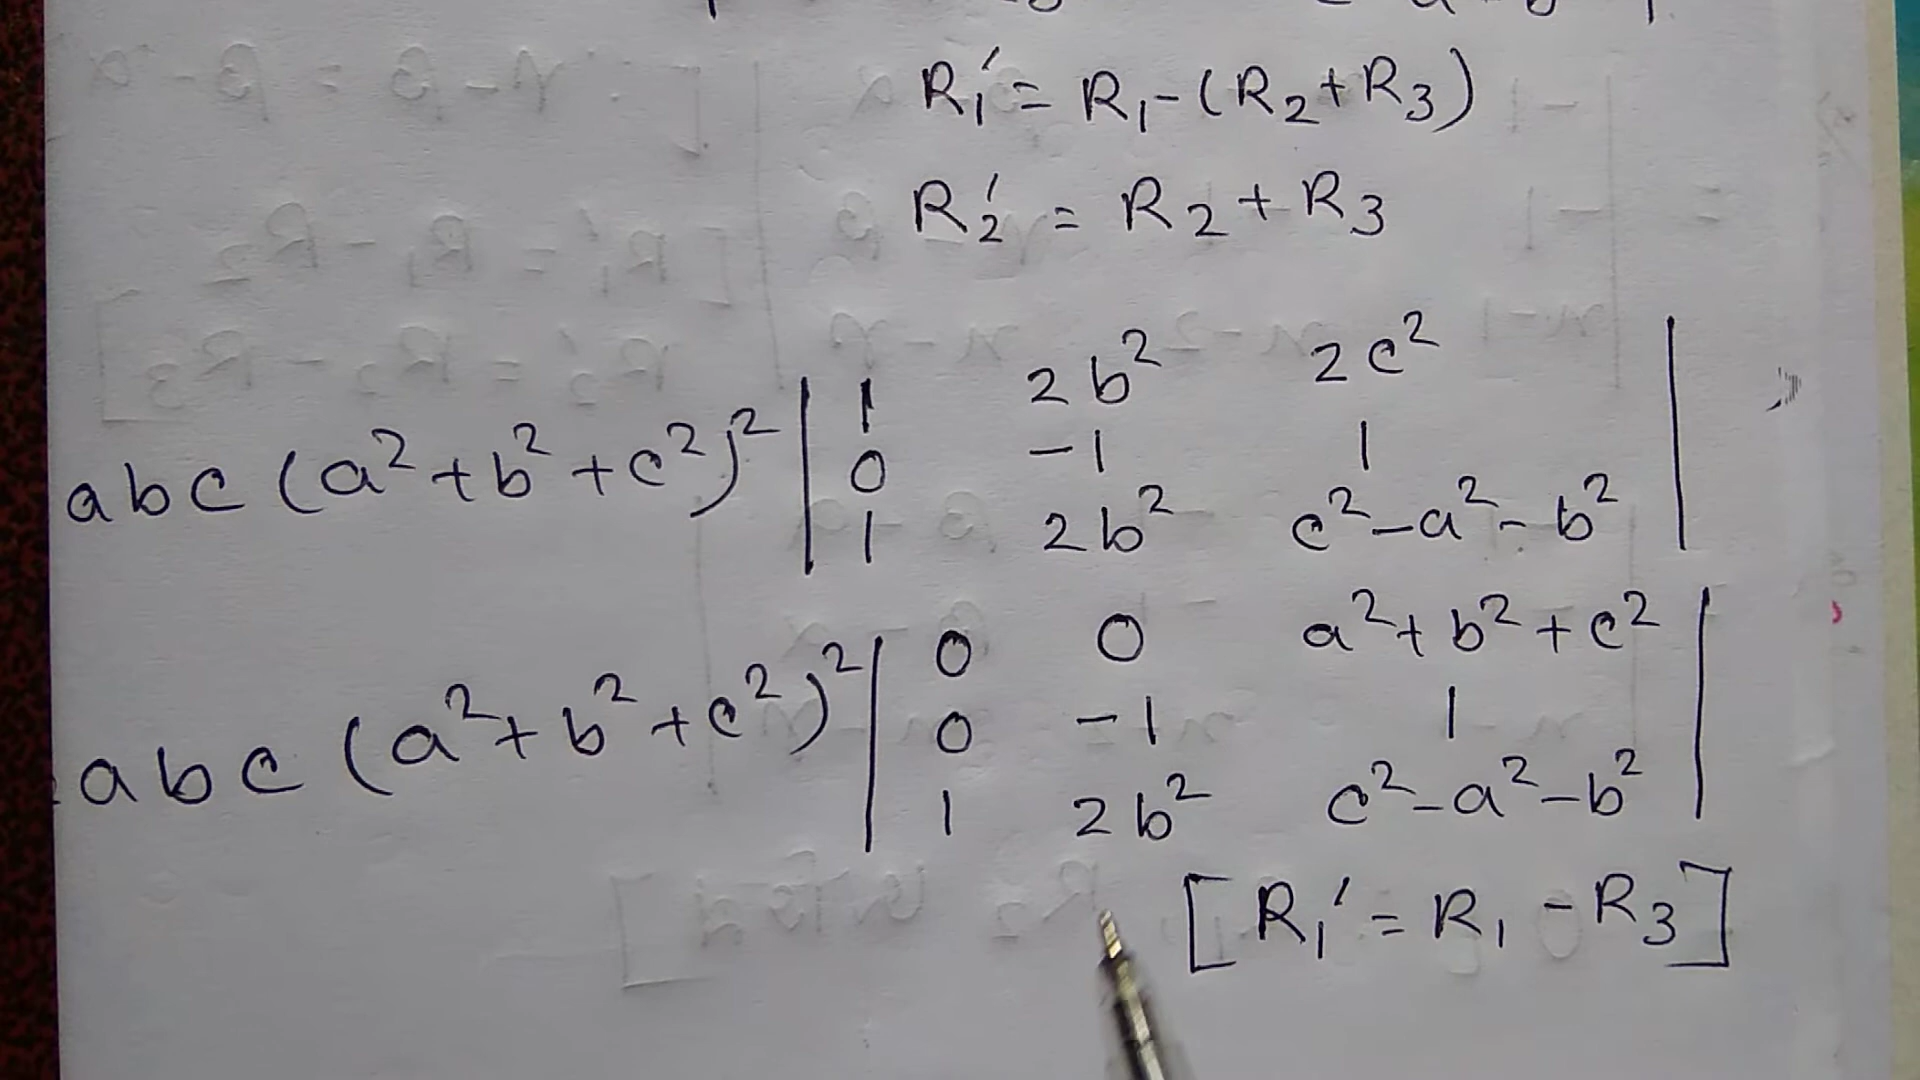 R₁' = R₁ - (R₂ + R₃)
R₂' = R₂ + R₃
abc (a² + b² + c²)² | 1 2b² 2c² |
0 -1 1
1 2b² c² - a² - b²
abc (a² + b² + c²)² | 0 0 a² + b² + c² |
0 -1 1
1 2b² c² - a² - b²
[R₁' = R₁ - R₃]